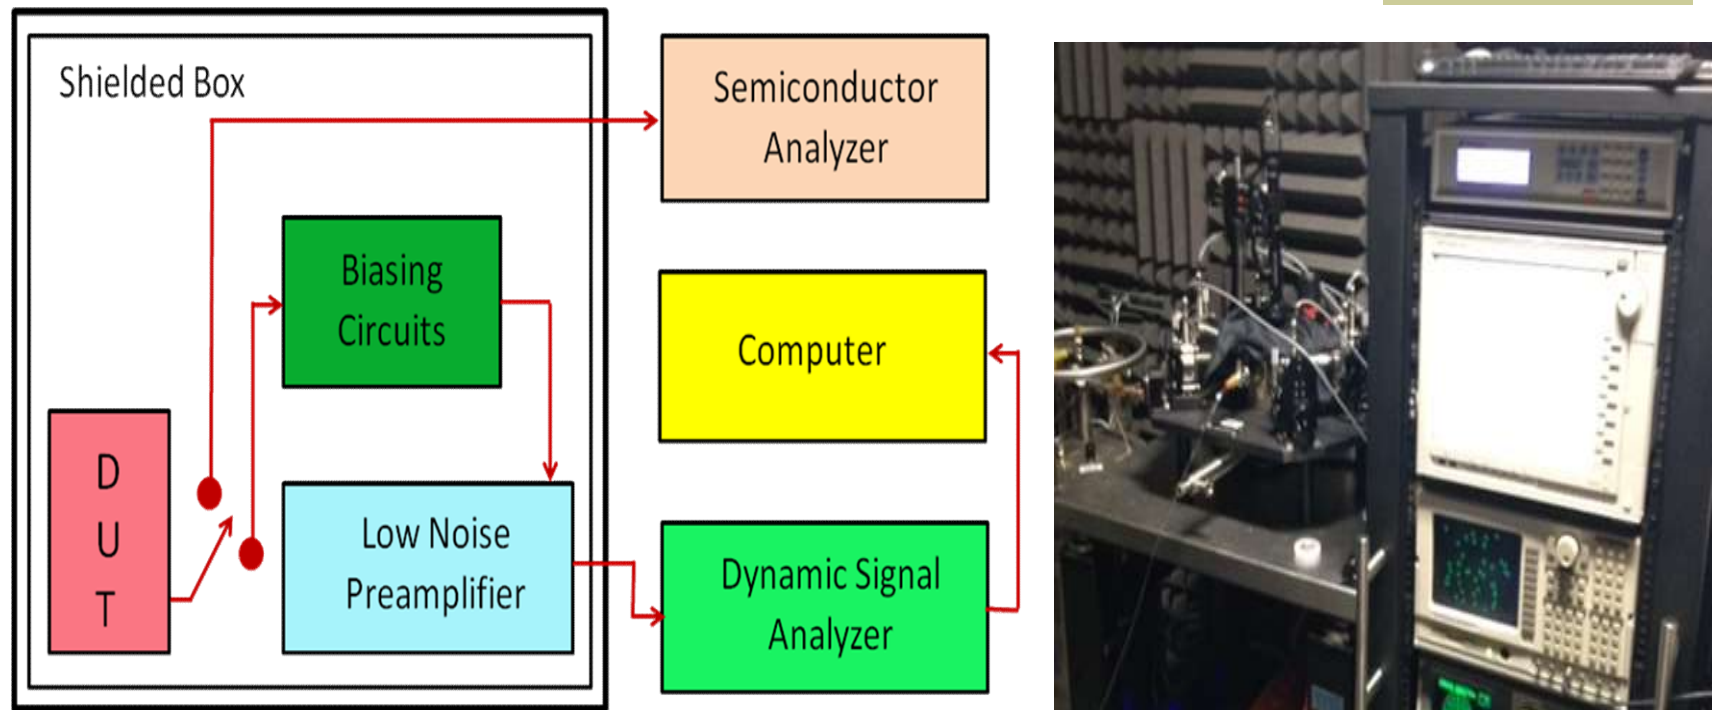 Shielded Box
Semiconductor
Analyzer
Biasing
Circuits
Computer
D
U
T
Low Noise
Preamplifier
Dynamic Signal
Analyzer